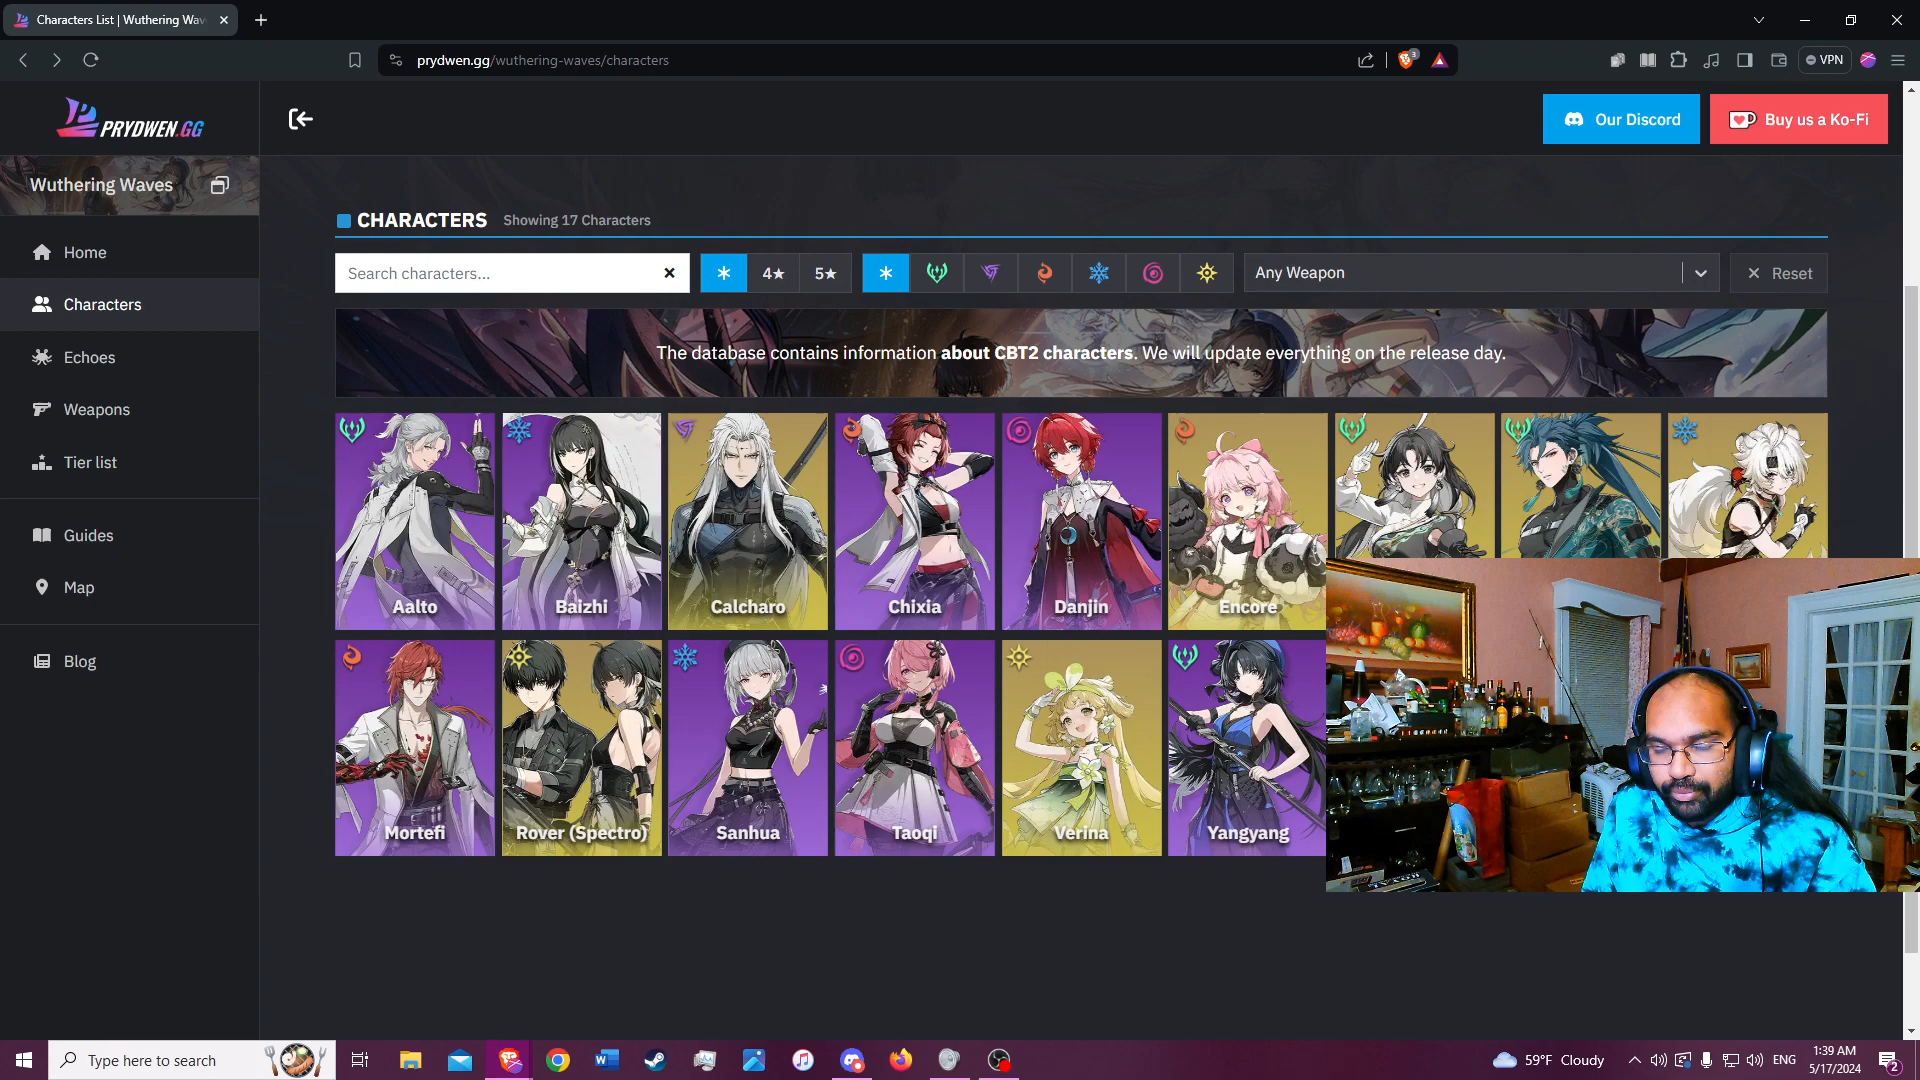 Characters List | Wuthering Wav
prydwen.gg/wuthering-waves/characters
3
VPN
PRYDWEN.GG
Our Discord
Buy us a Ko-Fi
Wuthering Waves
Home
Characters
Echoes
Weapons
Tier list
Guides
Map
Blog
CHARACTERS Showing 17 Characters
Search characters...
4★ 5★
Any Weapon
Reset
The database contains information about CBT2 characters. We will update everything on the release day.
Aalto
Baizhi
Calcharo
Chixia
Danjin
Encore
Mortefi
Rover (Spectro)
Sanhua
Taoqi
Verina
Yangyang
Type here to search
59°F Cloudy
ENG
1:39 AM
5/17/2024
2